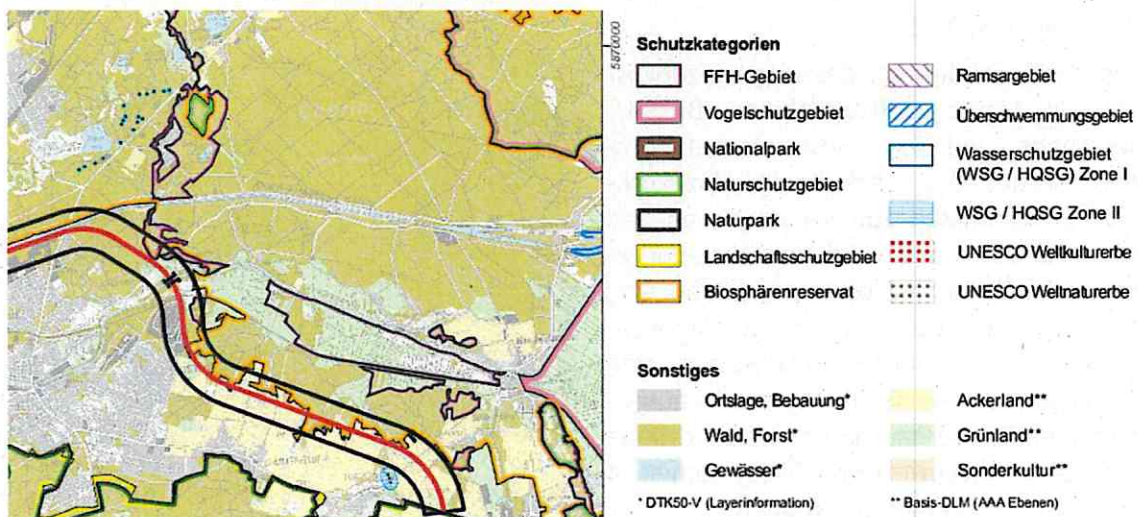 5870000
Schutzkategorien
FFH-Gebiet
Vogelschutzgebiet
Nationalpark
Naturschutzgebiet
Naturpark
Landschaftsschutzgebiet
Biosphärenreservat
Ramsargebiet
Überschwemmungsgebiet
Wasserschutzgebiet
(WSG / HQSG) Zone I
WSG / HQSG Zone II
UNESCO Weltkulturerbe
UNESCO Weltnaturerbe
Sonstiges
Ortslage, Bebauung*
Wald, Forst*
Gewässer*
Ackerland**
Grünland**
Sonderkultur**
* DTK50-V (Layerinformation)
** Basis-DLM (AAA Ebenen)